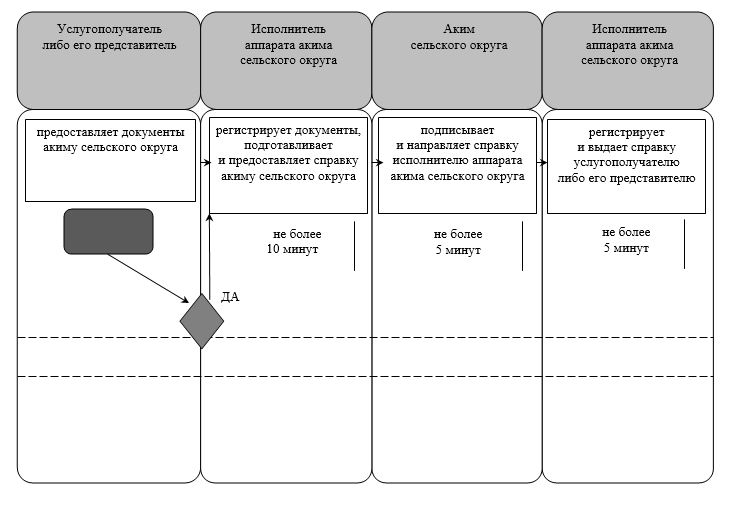 Услугополучатель
либо его представитель
Исполнитель
аппарата акима
сельского округа
Аким
сельского округа
Исполнитель
аппарата акима
сельского округа
предоставляет документы
акиму сельского округа
регистрирует документы,
подготавливает
и предоставляет справку
акиму сельского округа
подписывает
и направляет справку
исполнителю аппарата
акима сельского округа
регистрирует
и выдает справку
услугополучателю
либо его представителю
не более
10 минут
не более
5 минут
не более
5 минут
ДА